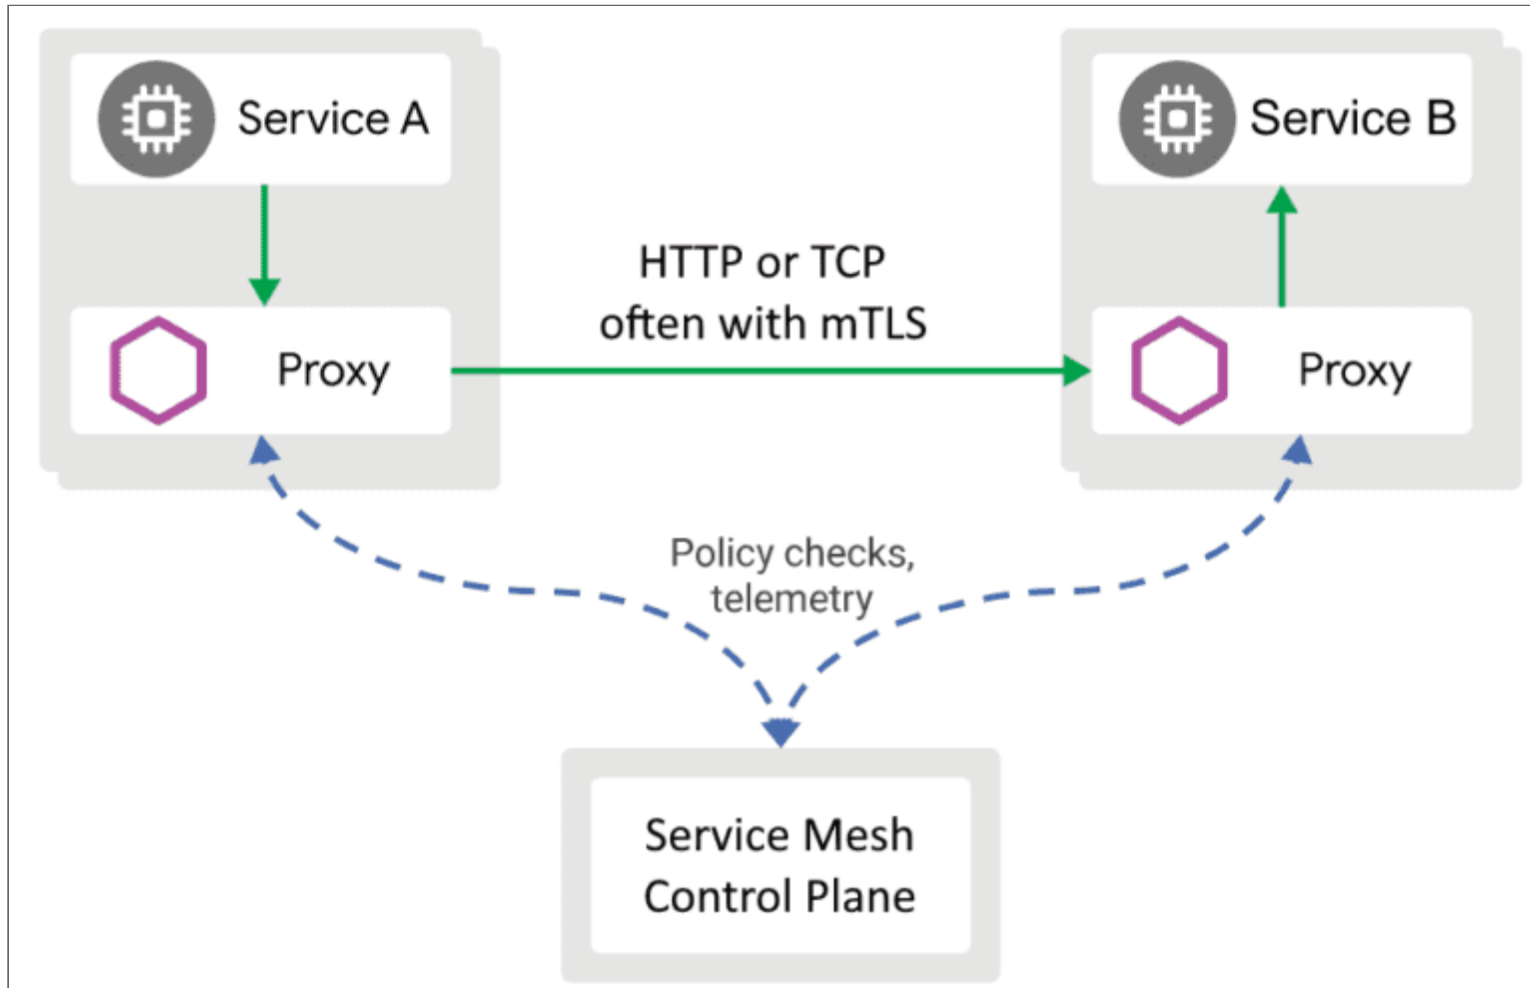 Service A
Service B
HTTP or TCP
often with mTLS
Proxy
Proxy
Policy checks,
telemetry
Service Mesh
Control Plane